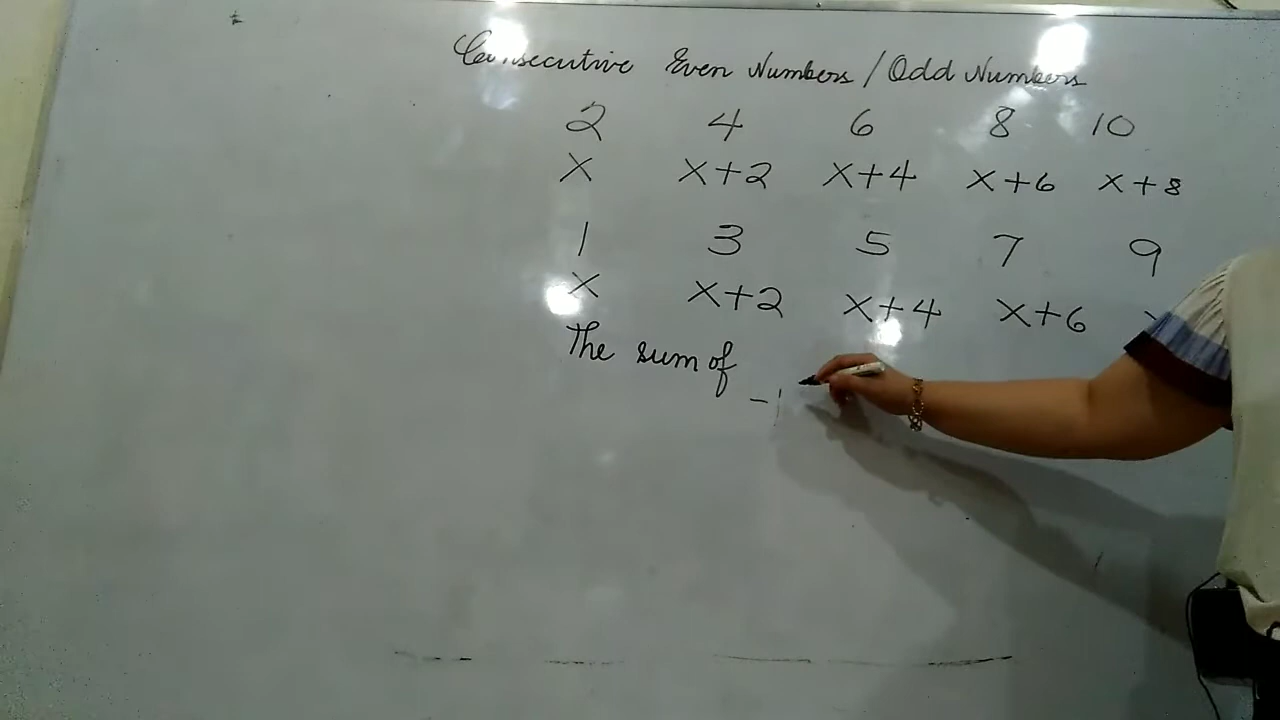 Consecutive Even Numbers / Odd Numbers
2 4 6 8 10
x x+2 x+4 x+6 x+8
1 3 5 7 9
x x+2 x+4 x+6
The sum of